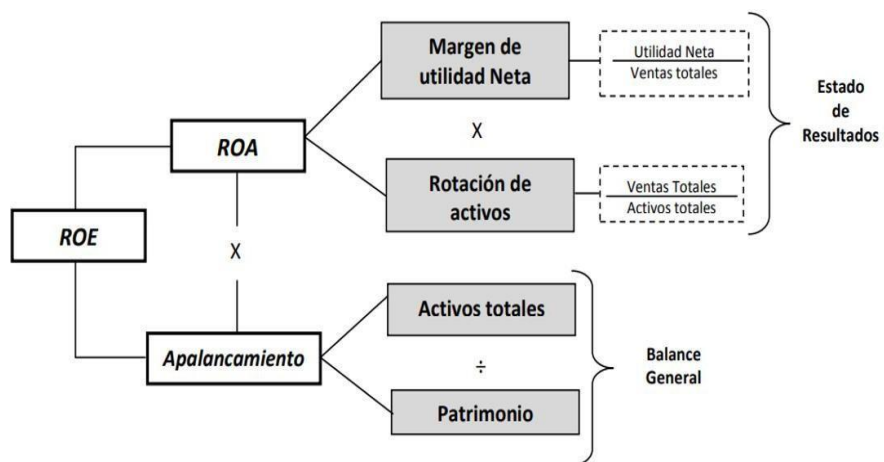 Margen de
utilidad Neta
Utilidad Neta
Ventas totales
Estado
de
Resultados
X
ROA
Rotación de
activos
Ventas Totales
Activos totales
ROE
X
Activos totales
Apalancamiento
÷
Balance
General
Patrimonio